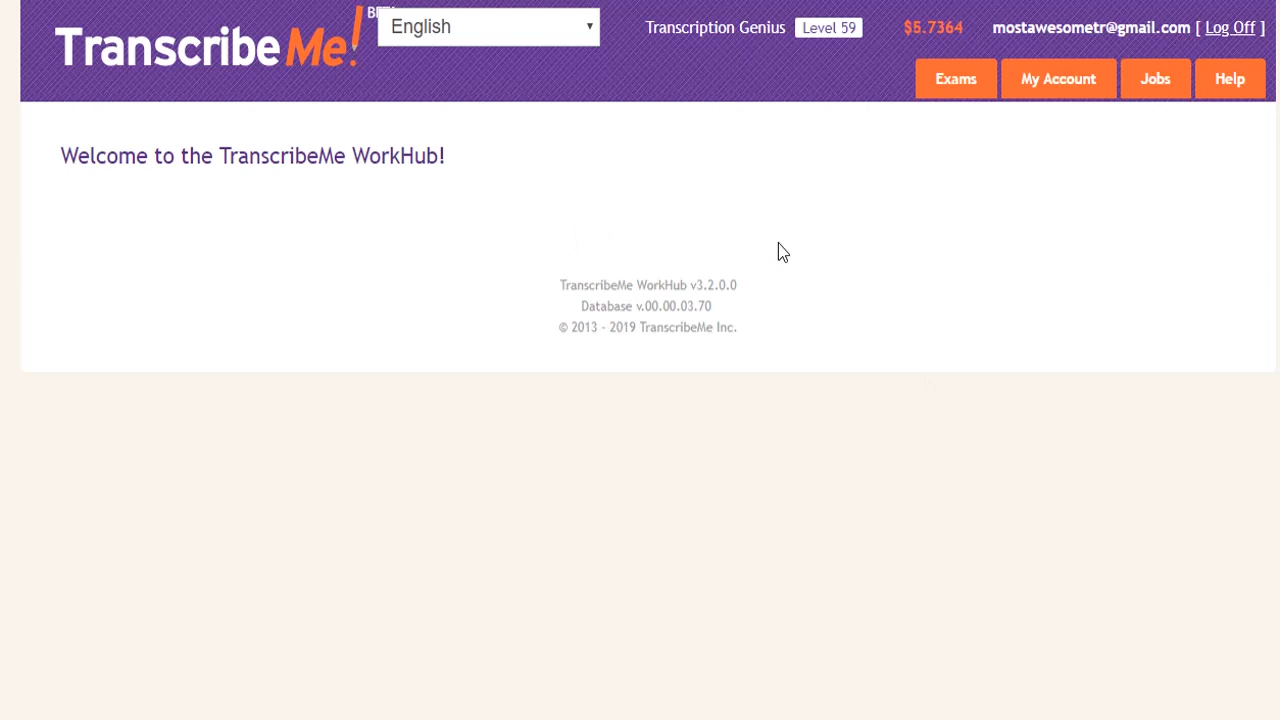 TranscribeMe!
English
Transcription Genius Level 59 $5.7364 mostawesometr@gmail.com [ Log Off ]
Exams My Account Jobs Help
Welcome to the TranscribeMe WorkHub!
TranscribeMe WorkHub v3.2.0.0
Database v.00.00.03.70
© 2013 - 2019 TranscribeMe Inc.